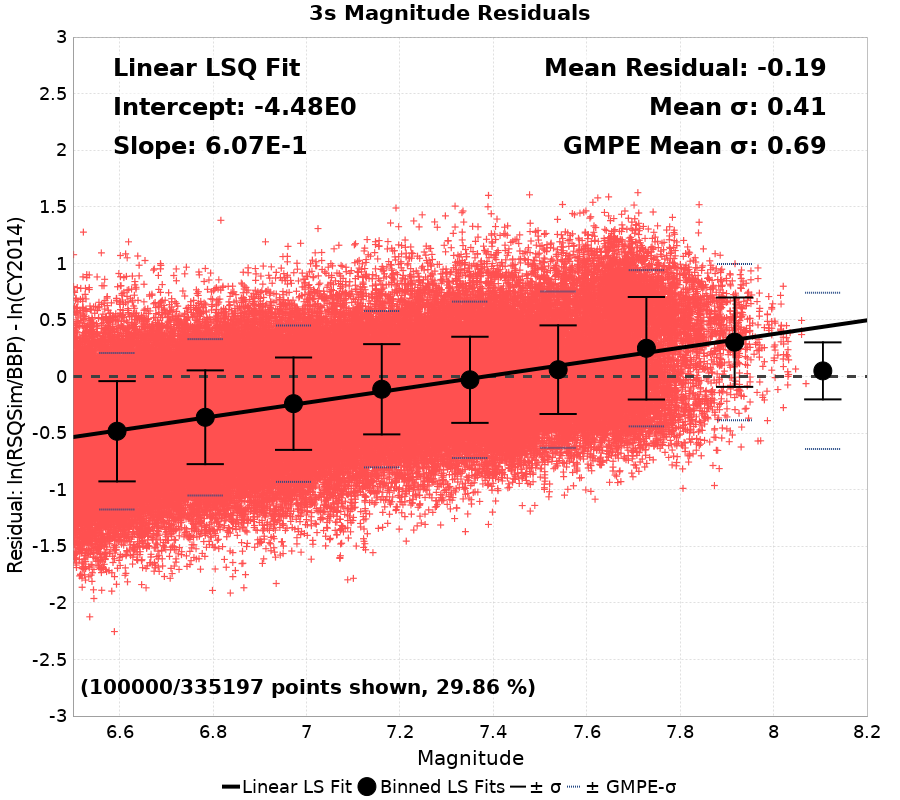 3s Magnitude Residuals
Linear LSQ Fit
Intercept: -4.48E0
Slope: 6.07E-1
Mean Residual: -0.19
Mean σ: 0.41
GMPE Mean σ: 0.69
Residual: ln(RSQSim/BBP) - ln(CY2014)
3
2.5
2
1.5
1
0.5
0
-0.5
-1
-1.5
-2
-2.5
-3
(100000/335197 points shown, 29.86 %)
6.6 6.8 7 7.2 7.4 7.6 7.8 8 8.2
Magnitude
Linear LS Fit Binned LS Fits ± σ ± GMPE-σ